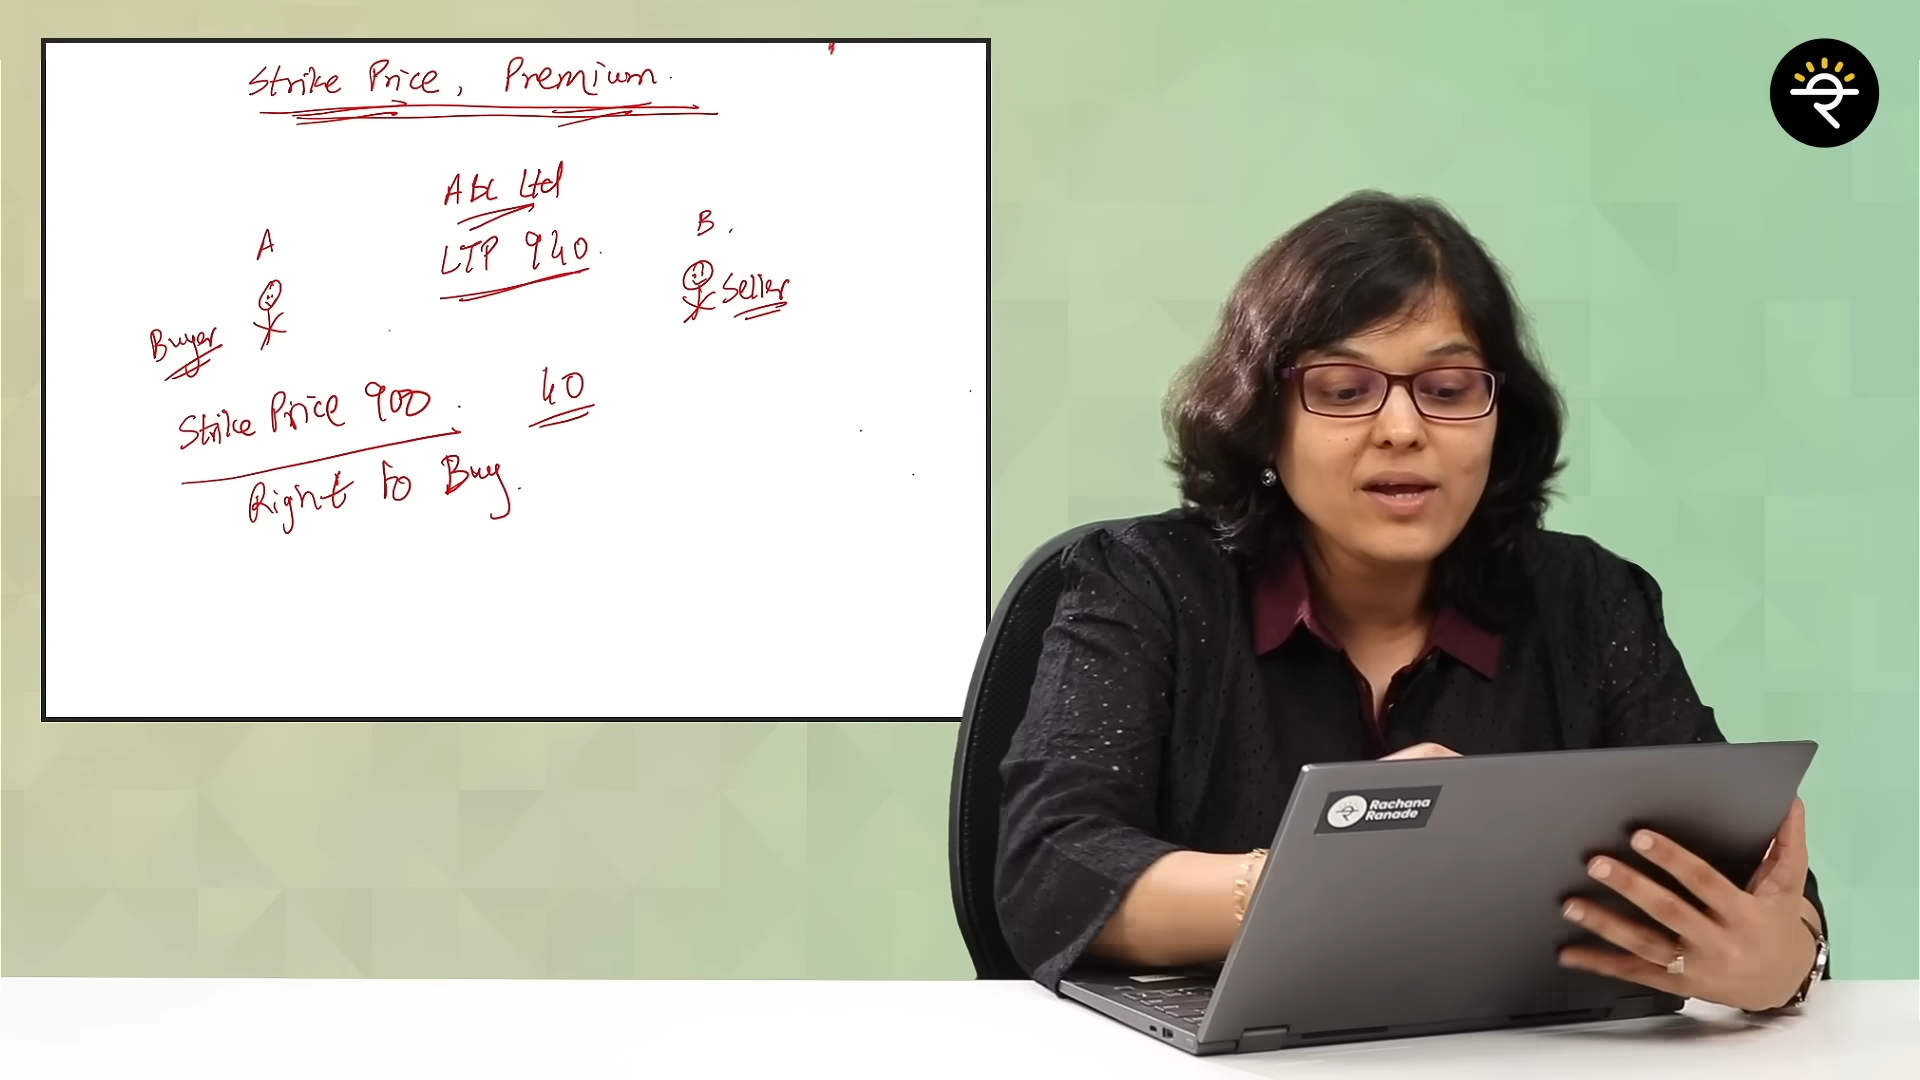 Strike Price, Premium.
Abc Ltd
LTP 940
A
Buyer
B.
Seller
Strike Price 900
40
Right to Buy.
Rachana
Ranade